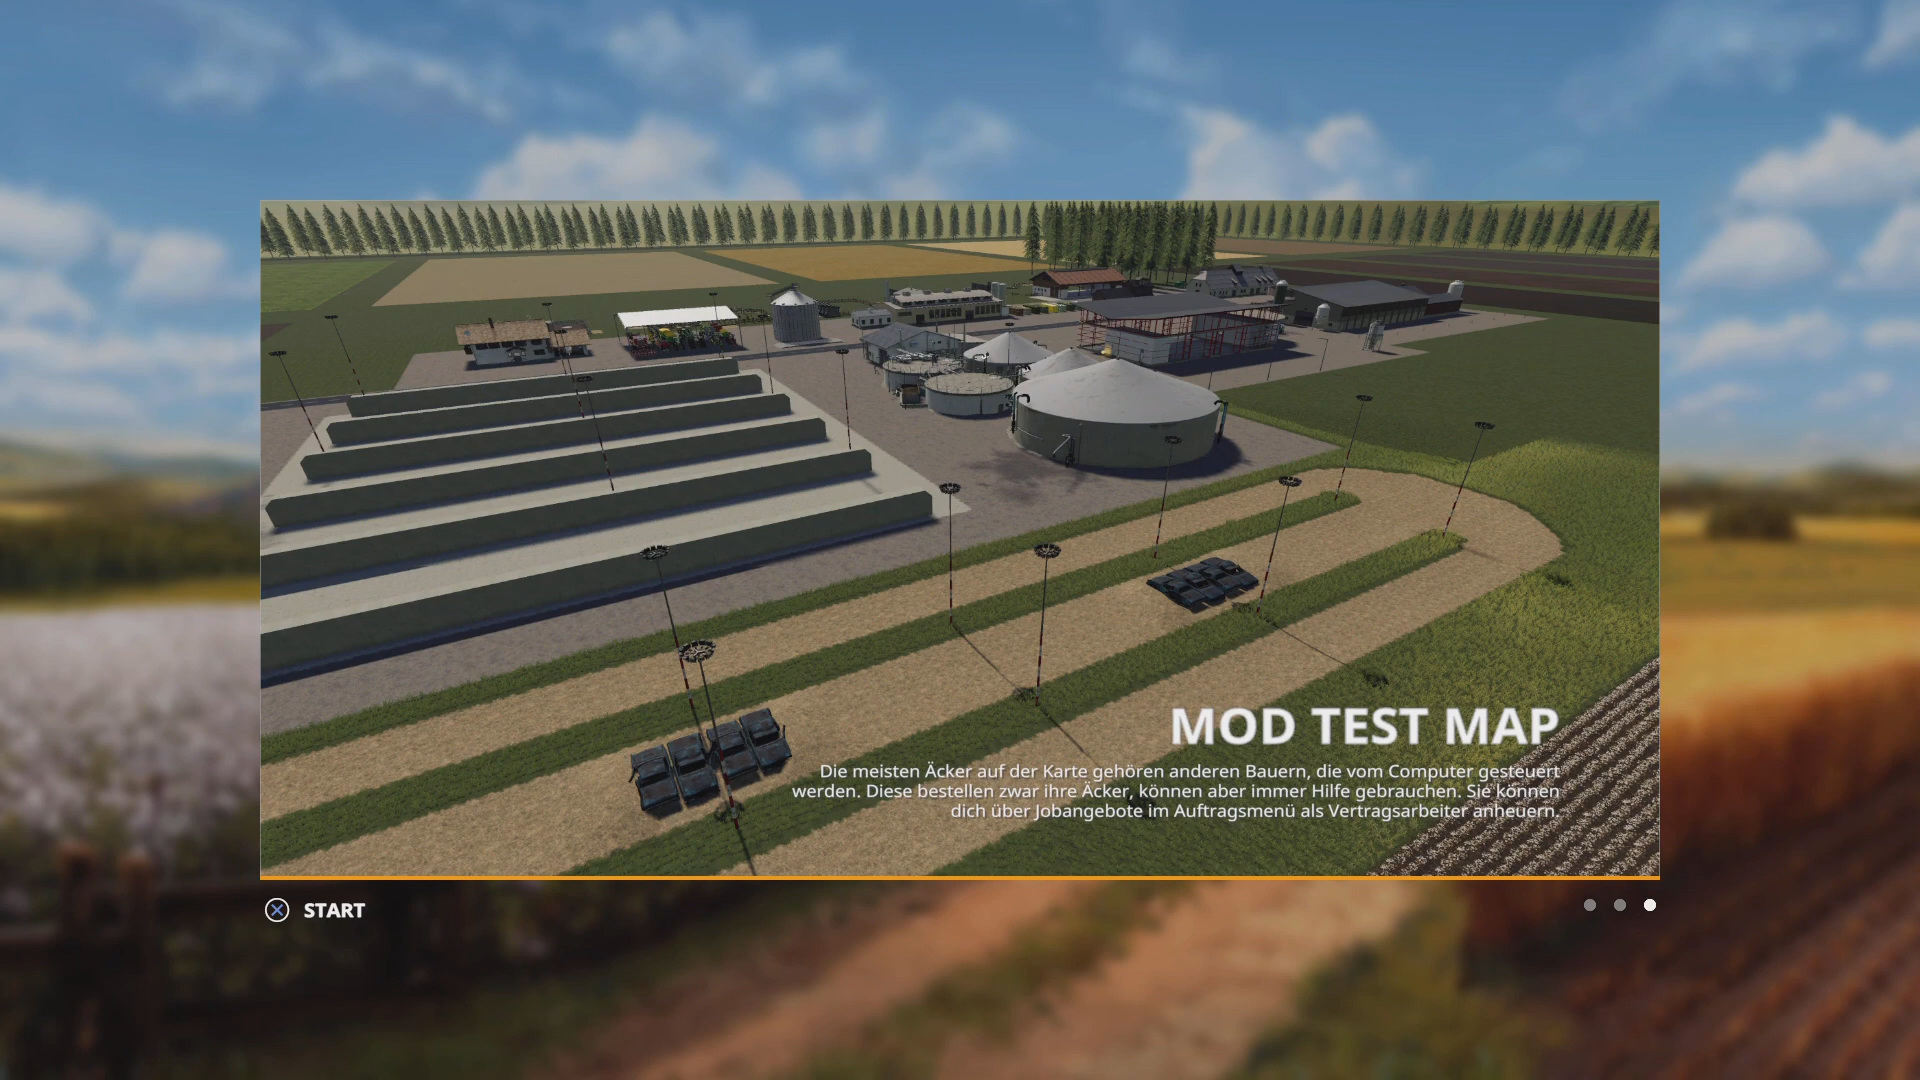 MOD TEST MAP
Die meisten Äcker auf der Karte gehören anderen Bauern, die vom Computer gesteuert
werden. Diese bestellen zwar ihre Äcker, können aber immer Hilfe gebrauchen. Sie können
dich über Jobangebote im Auftragsmenü als Vertragsarbeiter anheuern.
START